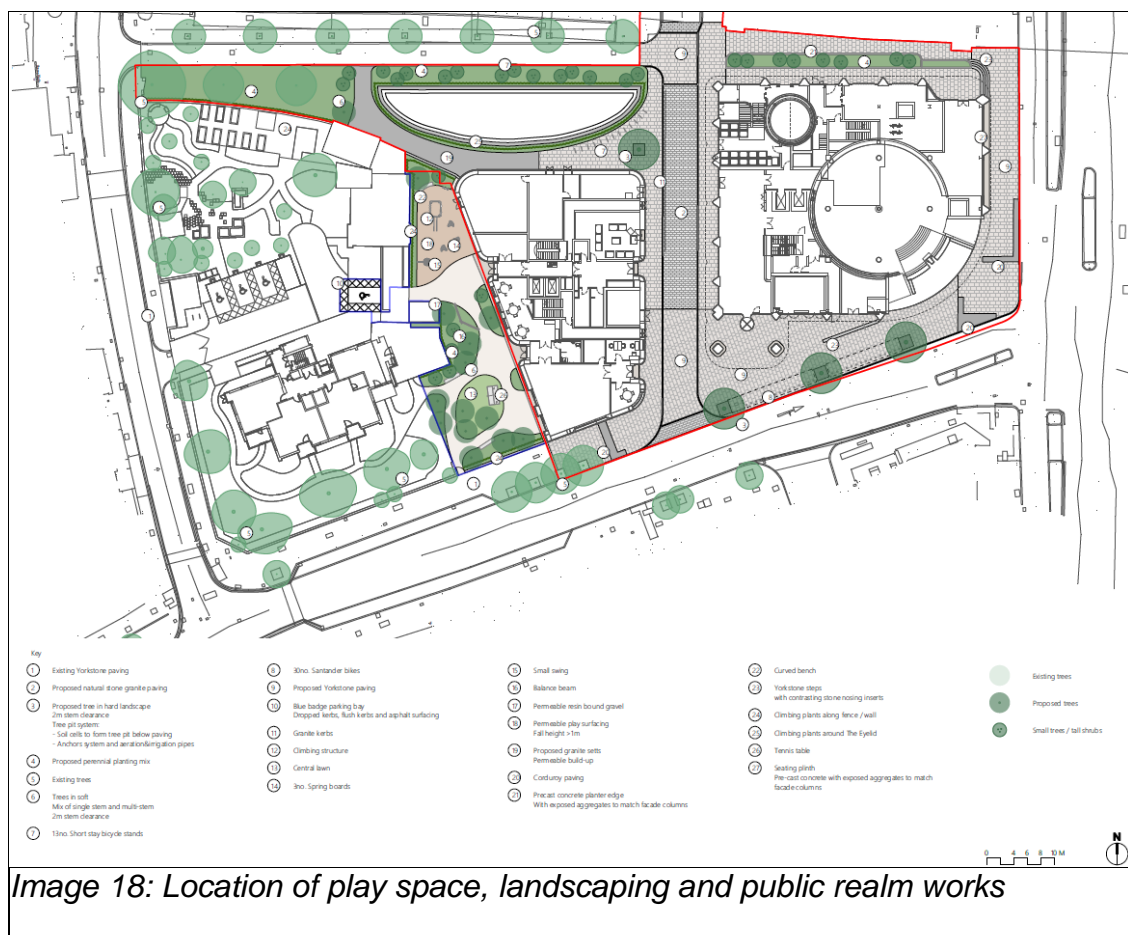 Key
1 Existing Yorkstone paving
2 Proposed natural stone granite paving
3 Proposed tree in hard landscape
2m stem clearance
Tree pit system:
- Soil cells to form tree pit below paving
- Anchors system and aeration&irrigation pipes
4 Proposed perennial planting mix
5 Existing trees
6 Trees in soft
Mix of single stem and multi-stem
2m stem clearance
7 13no. Short stay bicycle stands
8 30no. Santander bikes
9 Proposed Yorkstone paving
10 Blue badge parking bay
Dropped kerbs, flush kerbs and asphalt surfacing
11 Granite kerbs
12 Climbing structure
13 Central lawn
14 3no. Spring boards
15 Small swing
16 Balance beam
17 Permeable resin bound gravel
18 Permeable play surfacing
Fall height >1m
19 Proposed granite setts
Permeable build-up
20 Corduroy paving
21 Precast concrete planter edge
With exposed aggregates to match facade columns
22 Curved bench
23 Yorkstone steps
with contrasting stone nosing inserts
24 Climbing plants along fence / wall
25 Climbing plants around The Eyelid
26 Tennis table
27 Seating plinth
Pre-cast concrete with exposed aggregates to match
facade columns
Existing trees
Proposed trees
Small trees / tall shrubs
0 4 6 8 10 M
N
Image 18: Location of play space, landscaping and public realm works